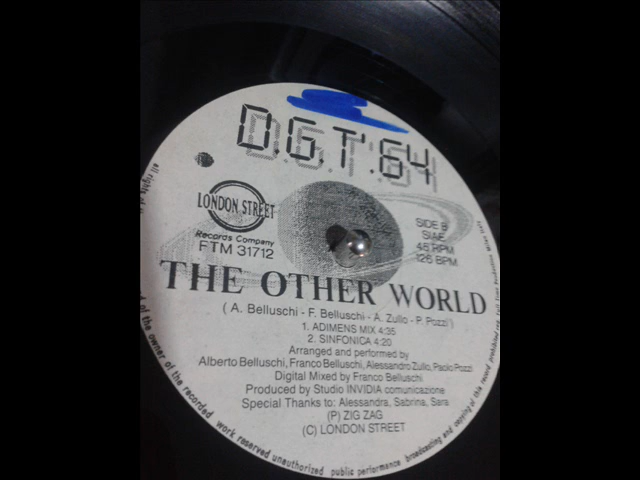 D.G.T'.64
LONDON STREET
Records Company
FTM 31712
SIDE B
SIAE
45 RPM
126 BPM
THE OTHER WORLD
( A. Belluschi - F. Belluschi - A. Zullo - P. Pozzi )
1. ADIMENS MIX 4:35
2. SINFONICA 4:20
Arranged and performed by
Alberto Belluschi, Franco Belluschi, Alessandro Zullo, Paolo Pozzi
Digital Mixed by Franco Belluschi
Produced by Studio INVIDIA comunicazione
Special Thanks to: Alessandra, Sabrina, Sara
(P) ZIG ZAG
(C) LONDON STREET
all rights of
of the owner of the recorded work reserved unauthorized public performance broadcasting and copying of this record prohibited